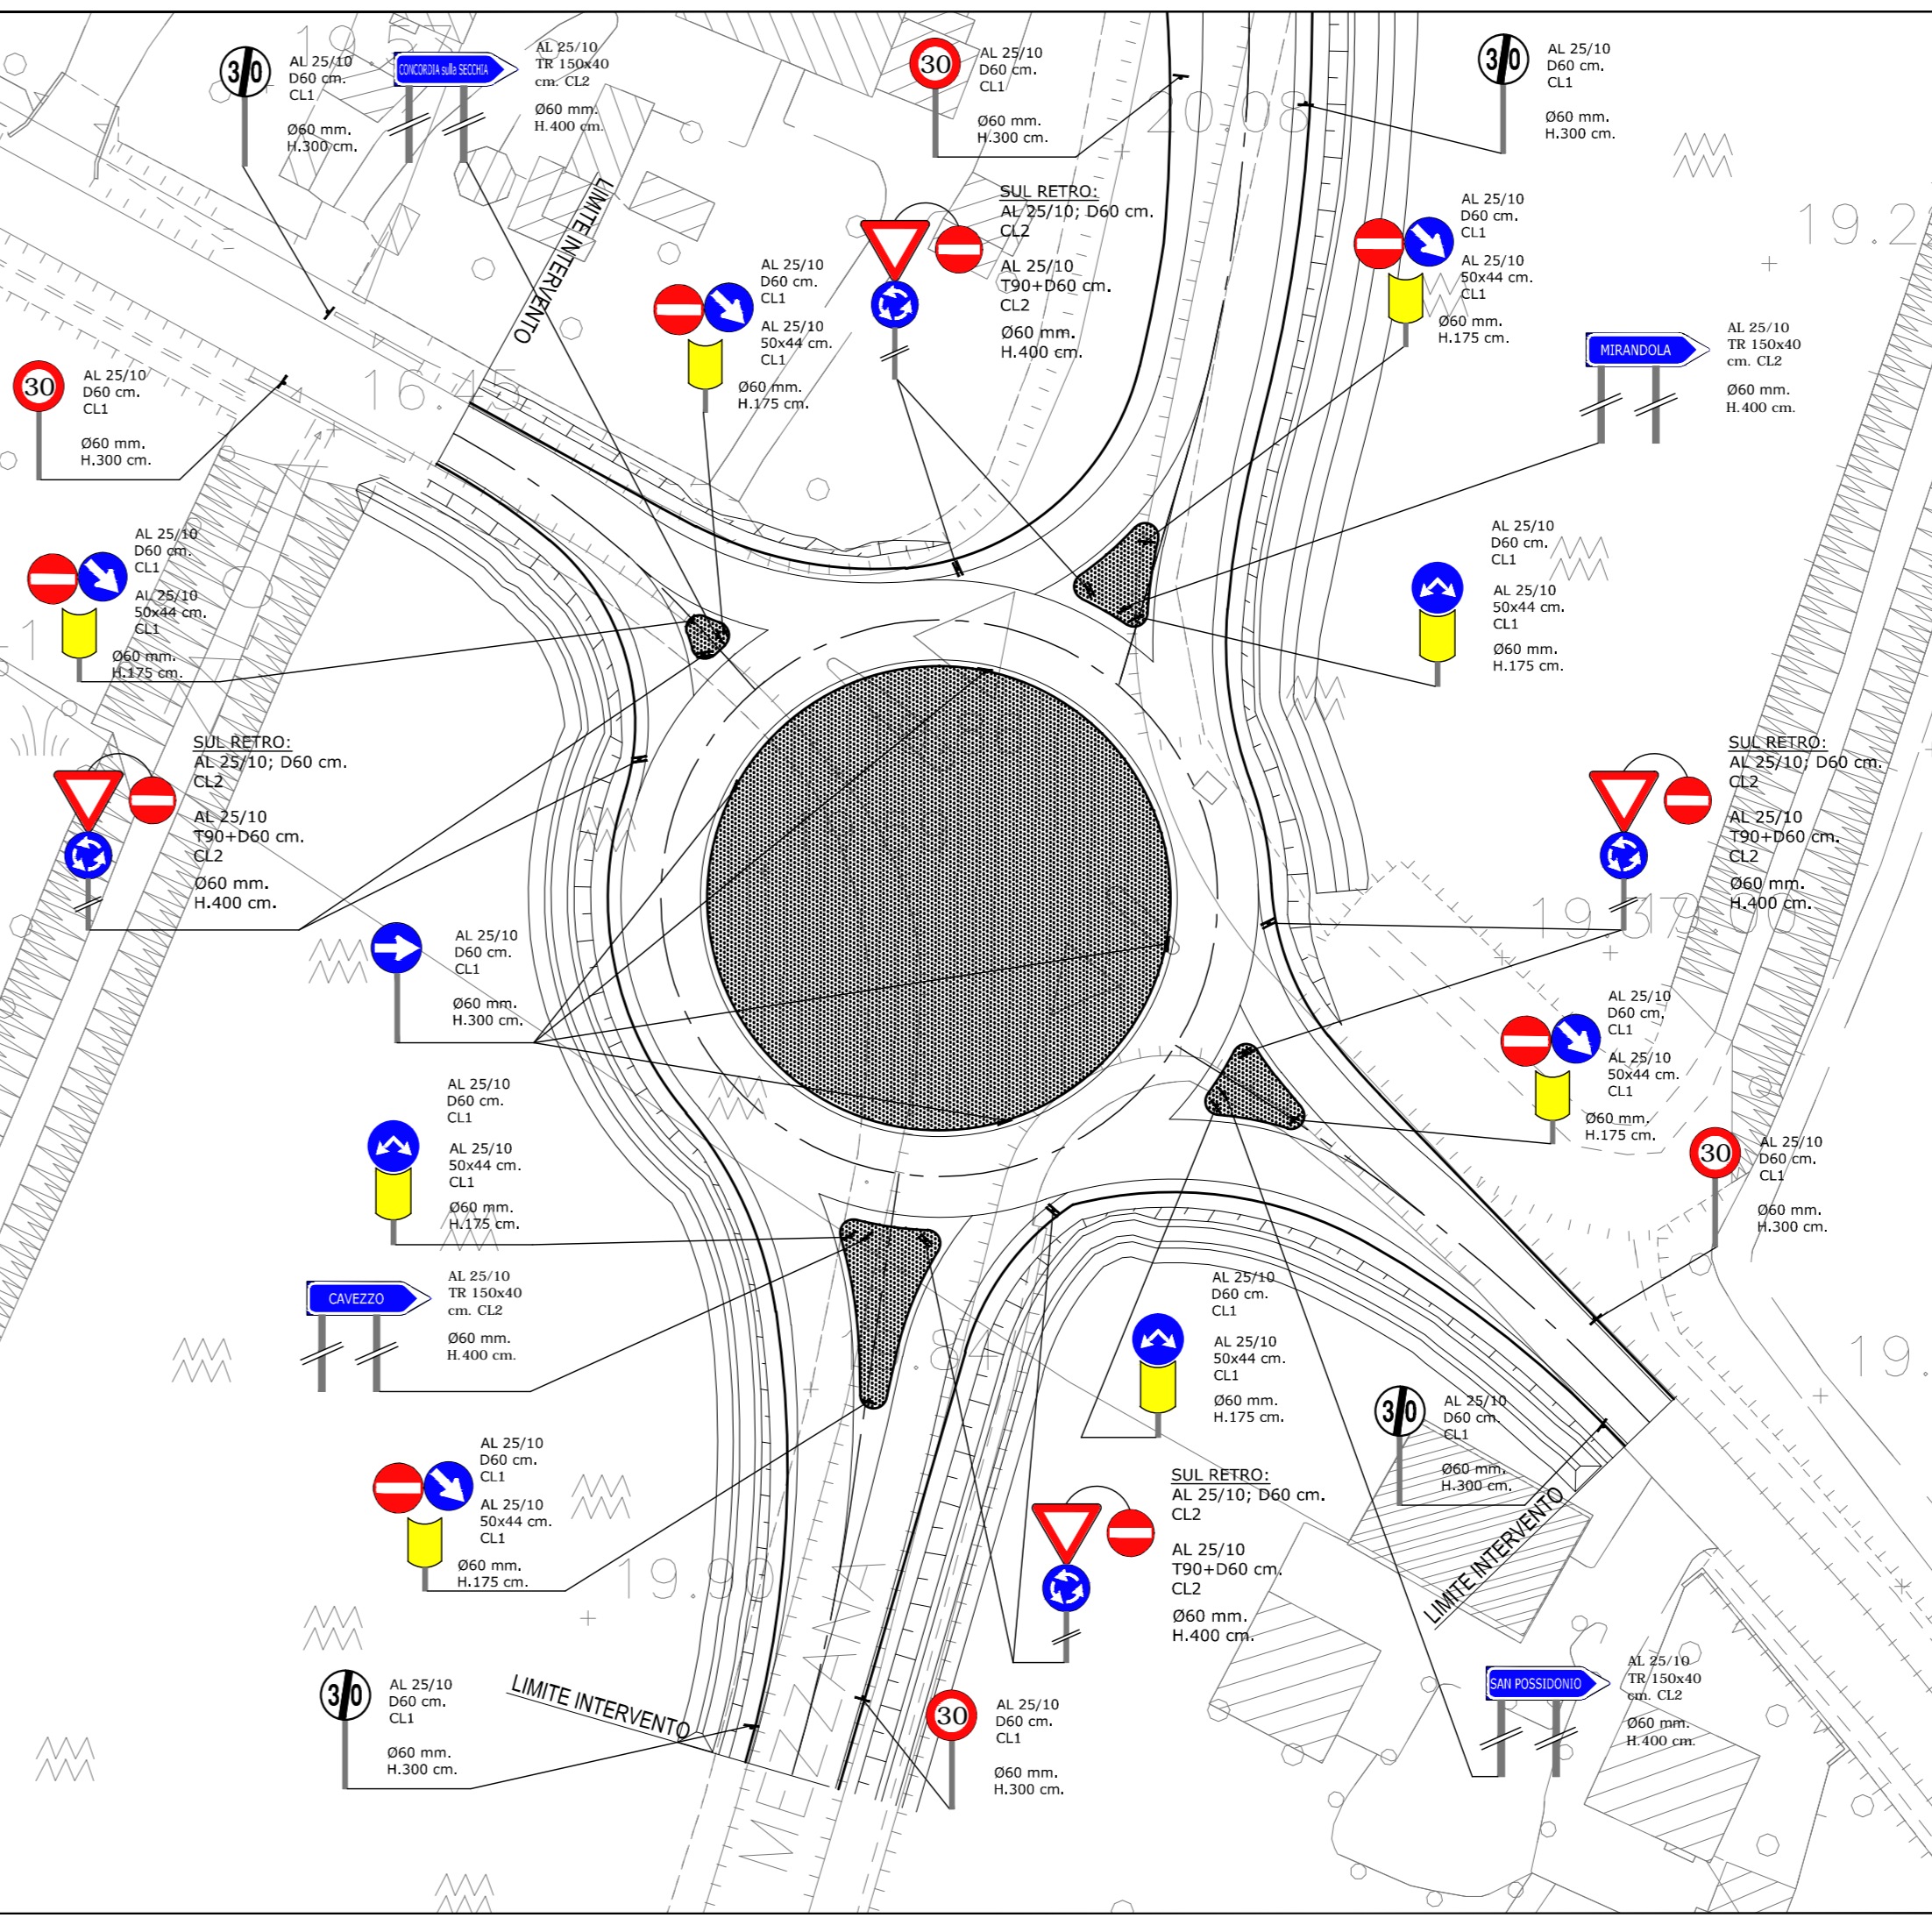 30
AL 25/10
D60 cm.
CL1
Ø60 mm.
H.300 cm.
CONCORDIA sulla SECCHIA
AL 25/10
TR 150x40
cm. CL2
Ø60 mm.
H.400 cm.
30
AL 25/10
D60 cm.
CL1
Ø60 mm.
H.300 cm.
30
AL 25/10
D60 cm.
CL1
Ø60 mm.
H.300 cm.
20.08
19.2
LIMITE INTERVENTO
SUL RETRO:
AL 25/10; D60 cm.
CL2
AL 25/10
T90+D60 cm.
CL2
Ø60 mm.
H.400 cm.
AL 25/10
D60 cm.
CL1
AL 25/10
50x44 cm.
CL1
Ø60 mm.
H.175 cm.
AL 25/10
D60 cm.
CL1
AL 25/10
50x44 cm.
CL1
Ø60 mm.
H.175 cm.
MIRANDOLA
AL 25/10
TR 150x40
cm. CL2
Ø60 mm.
H.400 cm.
30
AL 25/10
D60 cm.
CL1
Ø60 mm.
H.300 cm.
16.45
AL 25/10
D60 cm.
CL1
AL 25/10
50x44 cm.
CL1
Ø60 mm.
H.175 cm.
AL 25/10
D60 cm.
CL1
AL 25/10
50x44 cm.
CL1
Ø60 mm.
H.175 cm.
SUL RETRO:
AL 25/10; D60 cm.
CL2
AL 25/10
T90+D60 cm.
CL2
Ø60 mm.
H.400 cm.
SUL RETRO:
AL 25/10; D60 cm.
CL2
AL 25/10
T90+D60 cm.
CL2
Ø60 mm.
H.400 cm.
AL 25/10
D60 cm.
CL1
Ø60 mm.
H.300 cm.
AL 25/10
D60 cm.
CL1
AL 25/10
50x44 cm.
CL1
Ø60 mm.
H.175 cm.
AL 25/10
D60 cm.
CL1
AL 25/10
50x44 cm.
CL1
Ø60 mm.
H.175 cm.
30
AL 25/10
D60 cm.
CL1
Ø60 mm.
H.300 cm.
CAVEZZO
AL 25/10
TR 150x40
cm. CL2
Ø60 mm.
H.400 cm.
AL 25/10
D60 cm.
CL1
AL 25/10
50x44 cm.
CL1
Ø60 mm.
H.175 cm.
19.
30
AL 25/10
D60 cm.
CL1
Ø60 mm.
H.300 cm.
AL 25/10
D60 cm.
CL1
AL 25/10
50x44 cm.
CL1
Ø60 mm.
H.175 cm.
19.90
SUL RETRO:
AL 25/10; D60 cm.
CL2
AL 25/10
T90+D60 cm.
CL2
Ø60 mm.
H.400 cm.
LIMITE INTERVENTO
30
AL 25/10
D60 cm.
CL1
Ø60 mm.
H.300 cm.
LIMITE INTERVENTO
30
AL 25/10
D60 cm.
CL1
Ø60 mm.
H.300 cm.
SAN POSSIDONIO
AL 25/10
TR 150x40
cm. CL2
Ø60 mm.
H.400 cm.